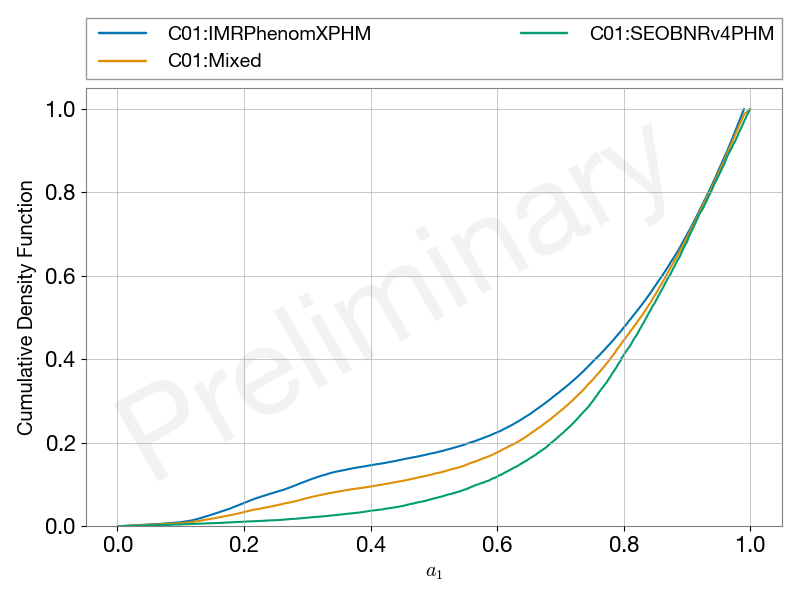 C01:IMRPhenomXPHM
C01:Mixed
C01:SEOBNRv4PHM
Preliminary
Cumulative Density Function
1.0
0.8
0.6
0.4
0.2
0.0
0.0 0.2 0.4 0.6 0.8 1.0
a₁